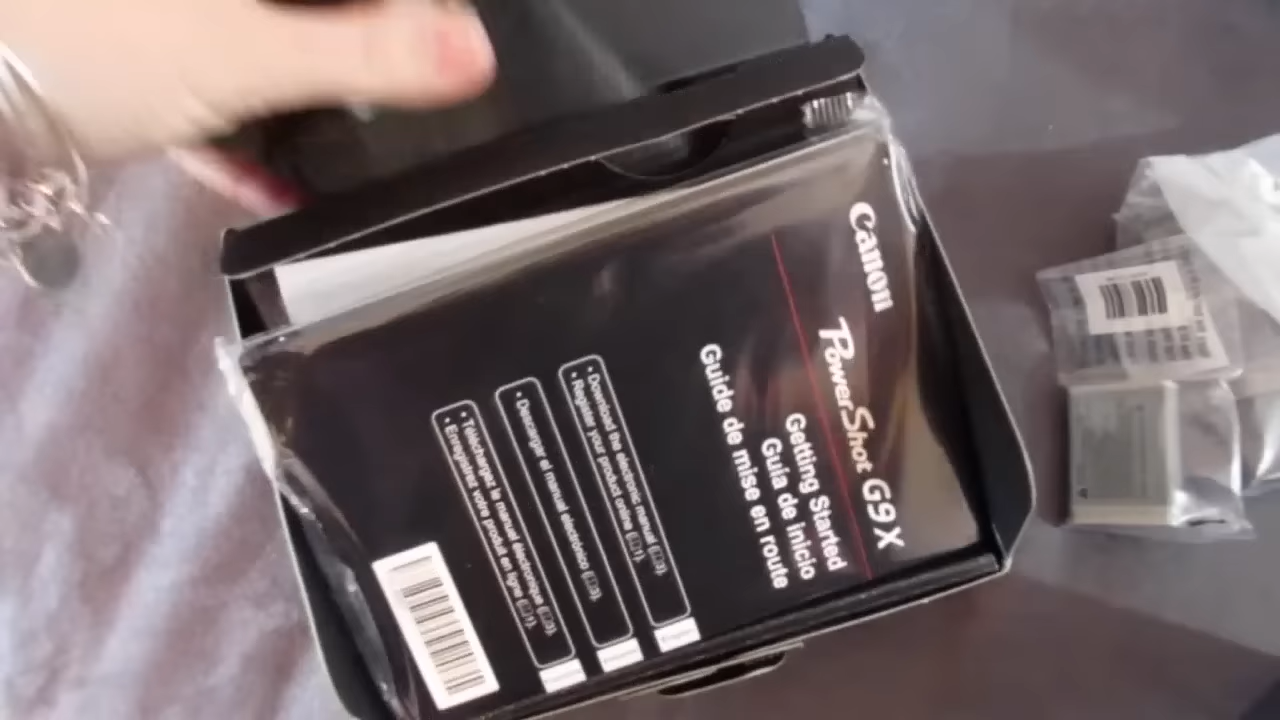 Canon
PowerShot G9 X
Getting Started
Guía de inicio
Guide de mise en route
• Download the electronic manual
• Register your product online
• Descargar el manual electrónico
• Téléchargez le manuel électronique
• Enregistrez votre produit en ligne